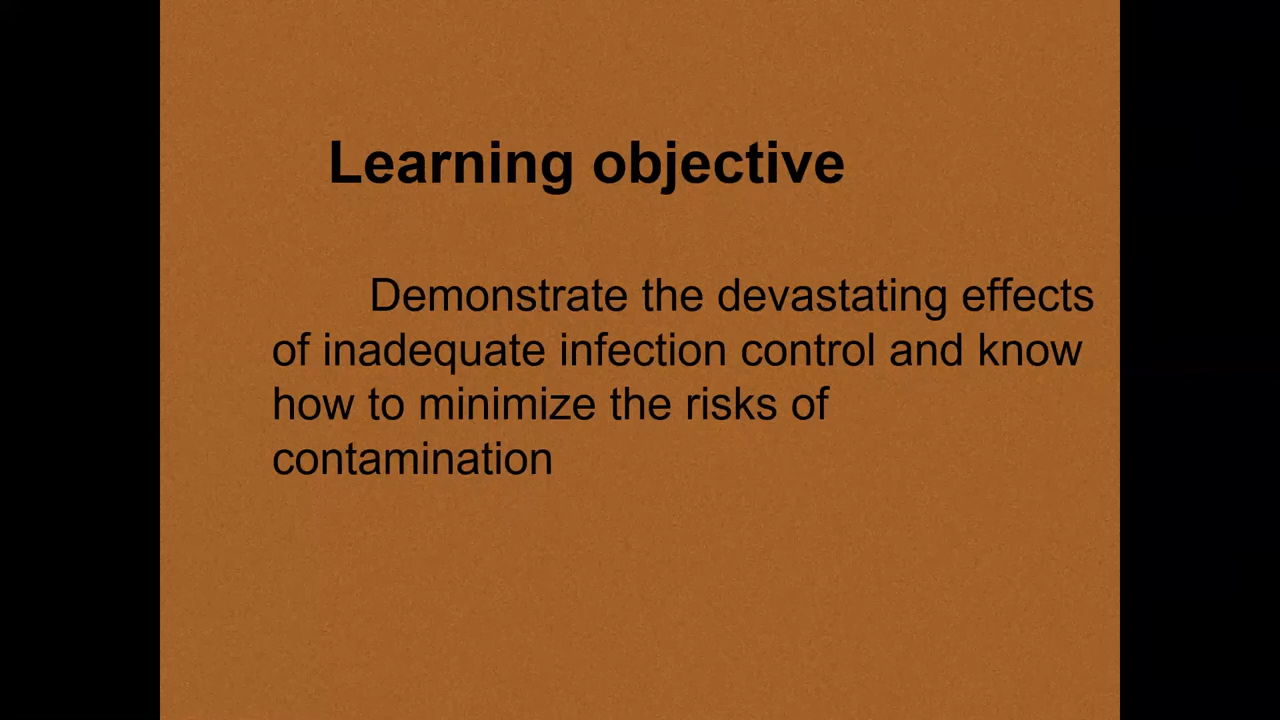 Learning objective
Demonstrate the devastating effects
of inadequate infection control and know
how to minimize the risks of
contamination